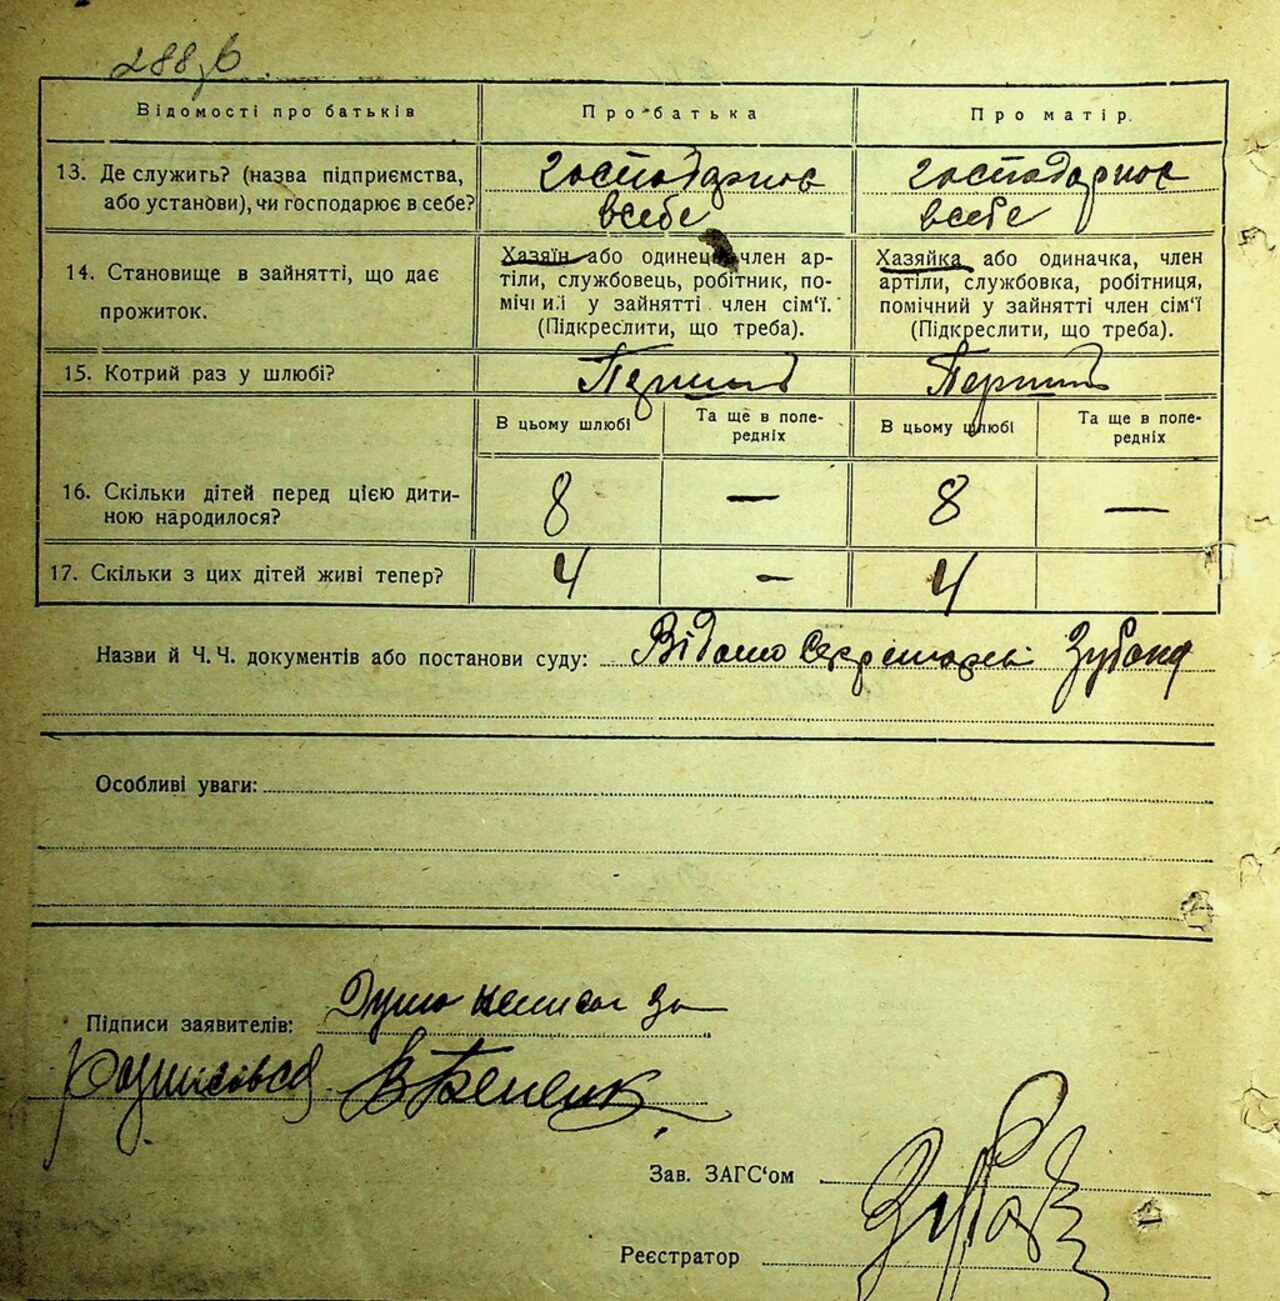 288
Відомості про батьків
Про батька
Про матір.
13. Де служить? (назва підприємства,
або установи), чи господарює в себе?
господарює
в себе
господарює
в себе
14. Становище в зайнятті, що дає
прожиток.
Хазяїн або одинець, член ар-
тіли, службовець, робітник, по-
мічний у зайнятті член сім'ї.
(Підкреслити, що треба).
Хазяйка або одиначка, член
артіли, службовка, робітниця,
помічний у зайнятті член сім'ї
(Підкреслити, що треба).
15. Котрий раз у шлюбі?
Перший
Перший
В цьому шлюбі
Та ще в попе-
редніх
В цьому шлюбі
Та ще в попе-
редніх
16. Скільки дітей перед цією дити-
ною народилося?
8 — 8 —
17. Скільки з цих дітей живі тепер?
4 — 4
Назви й Ч. Ч. документів або постанови суду: Відомо Секретареві
Особливі уваги:
Підписи заявителів:
Зав. ЗАГС'ом
Реєстратор